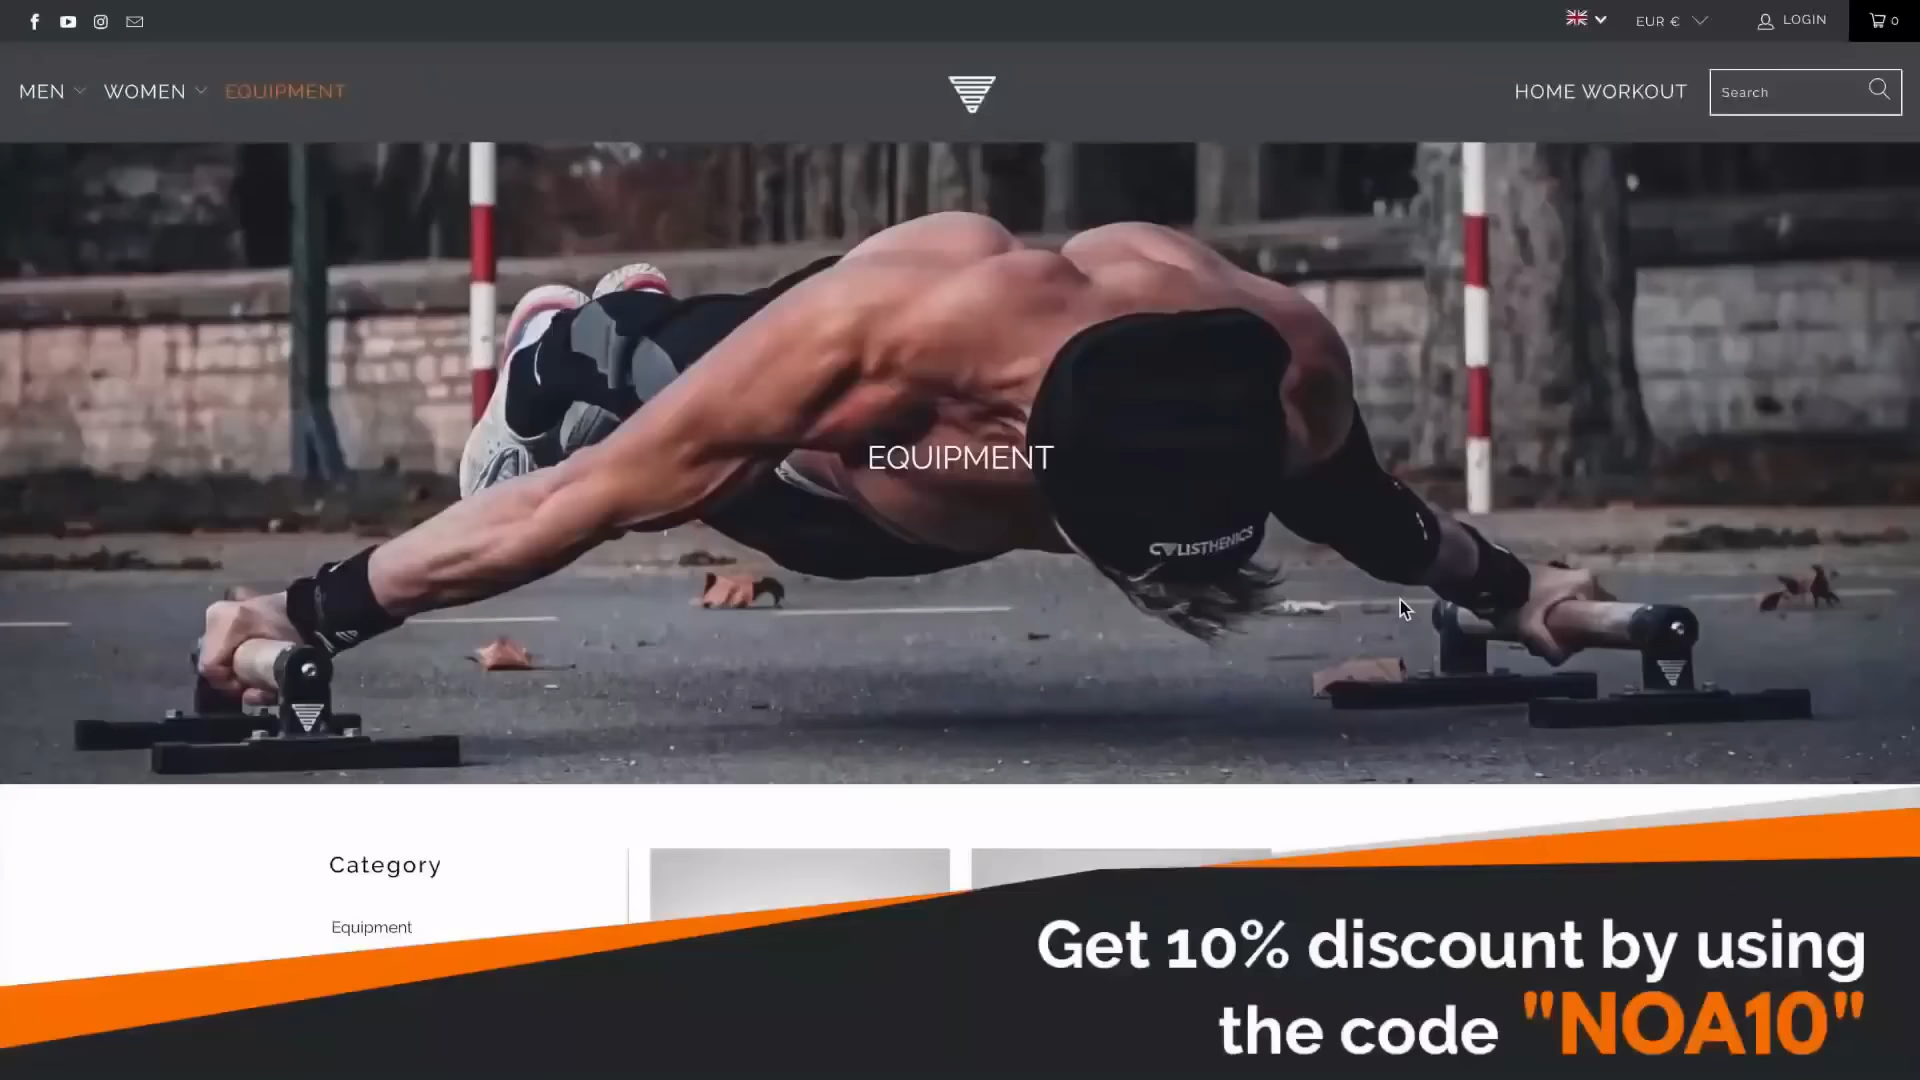 EUR €
LOGIN
0
MEN
WOMEN
EQUIPMENT
HOME WORKOUT
Search
EQUIPMENT
CALISTHENICS
Category
Equipment
Get 10% discount by using
the code "NOA10"